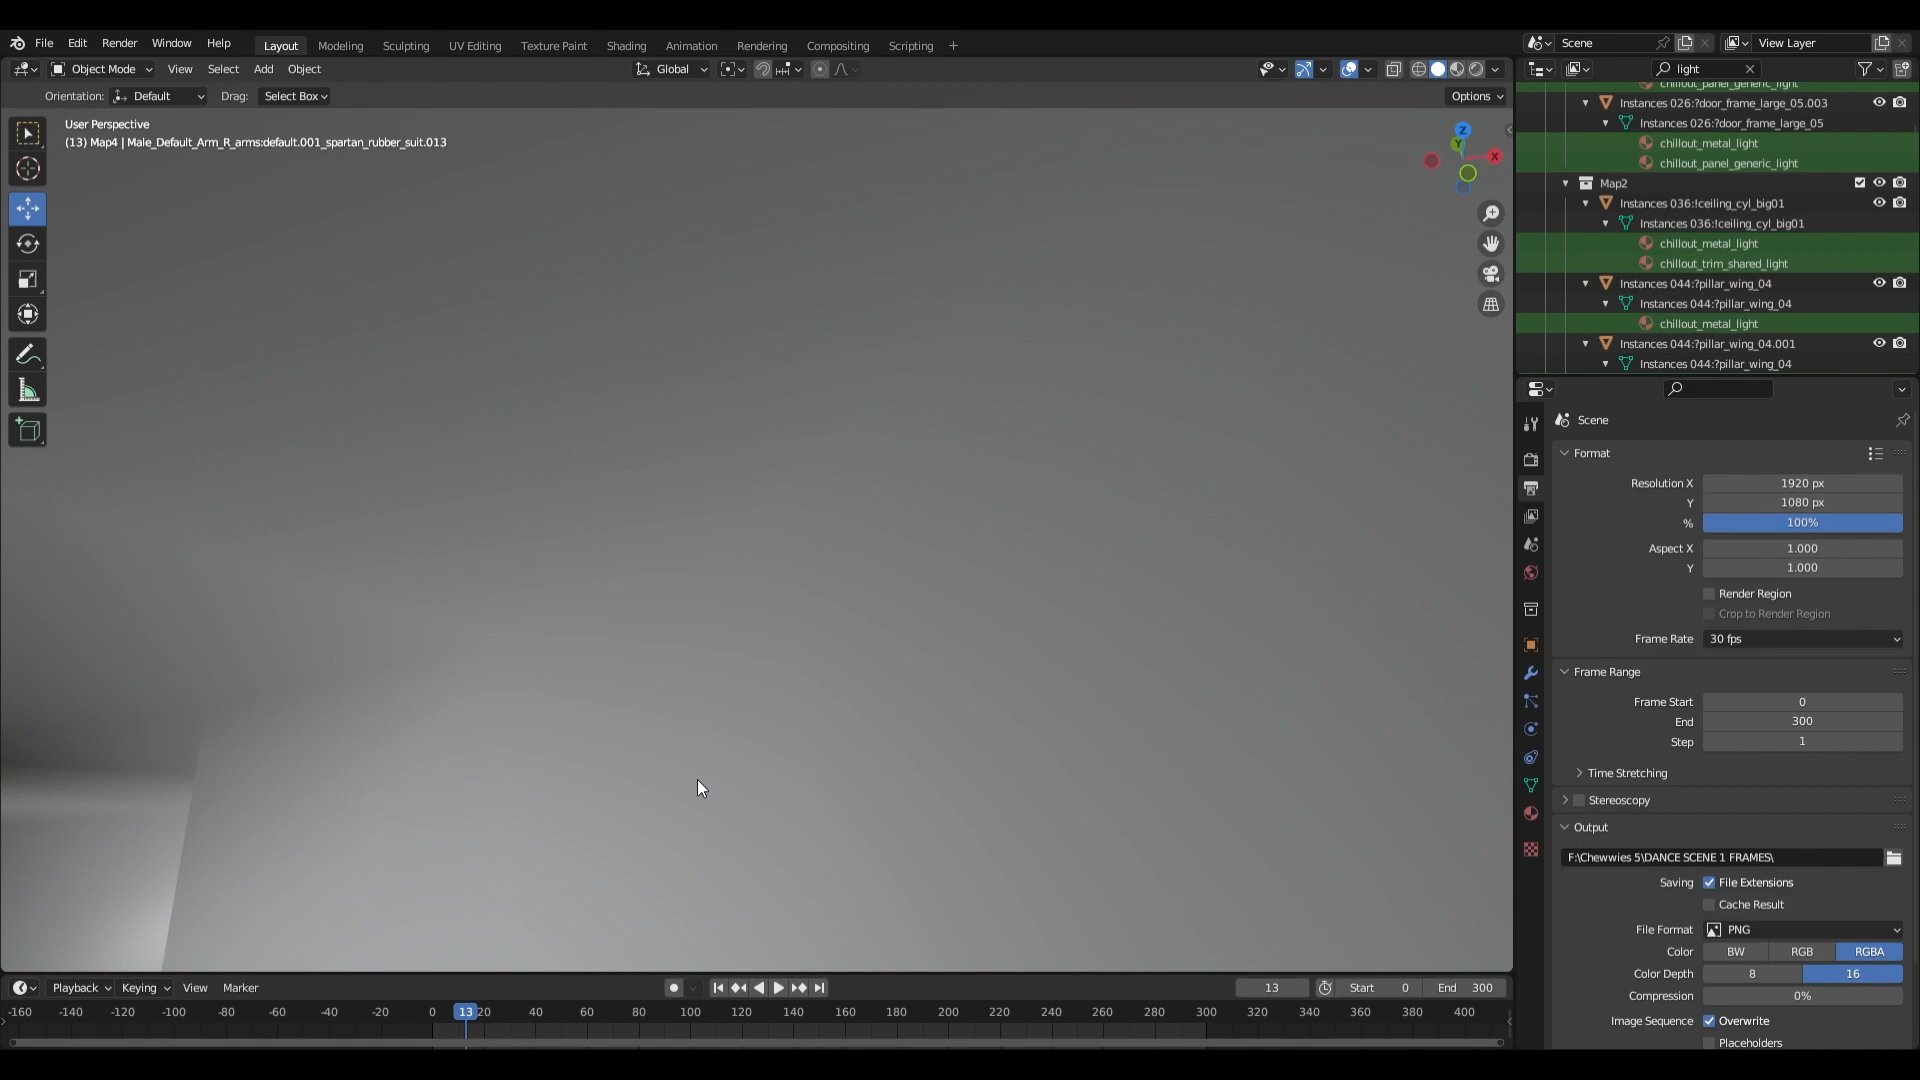 File Edit Render Window Help Layout Modeling Sculpting UV Editing Texture Paint Shading Animation Rendering Compositing Scripting + Scene View Layer
Object Mode View Select Add Object Global light
Orientation: Default Drag: Select Box Options
User Perspective
(13) Map4 | Male_Default_Arm_R_arms:default.001_spartan_rubber_suit.013
Z
Y
X
chillout_panel_generic_light
Instances 026:?door_frame_large_05.003
Instances 026:?door_frame_large_05
chillout_metal_light
chillout_panel_generic_light
Map2
Instances 036:!ceiling_cyl_big01
Instances 036:!ceiling_cyl_big01
chillout_metal_light
chillout_trim_shared_light
Instances 044:?pillar_wing_04
Instances 044:?pillar_wing_04
chillout_metal_light
Instances 044:?pillar_wing_04.001
Instances 044:?pillar_wing_04
Scene
Format
Resolution X 1920 px
Y 1080 px
% 100%
Aspect X 1.000
Y 1.000
Render Region
Crop to Render Region
Frame Rate 30 fps
Frame Range
Frame Start 0
End 300
Step 1
Time Stretching
Stereoscopy
Output
F:\Chewwies 5\DANCE SCENE 1 FRAMES\
Saving File Extensions
Cache Result
File Format PNG
Color BW RGB RGBA
Color Depth 8 16
Compression 0%
Image Sequence Overwrite
Placeholders
Playback Keying View Marker 13 Start 0 End 300
-160 -140 -120 -100 -80 -60 -40 -20 0 13 20 40 60 80 100 120 140 160 180 200 220 240 260 280 300 320 340 360 380 400